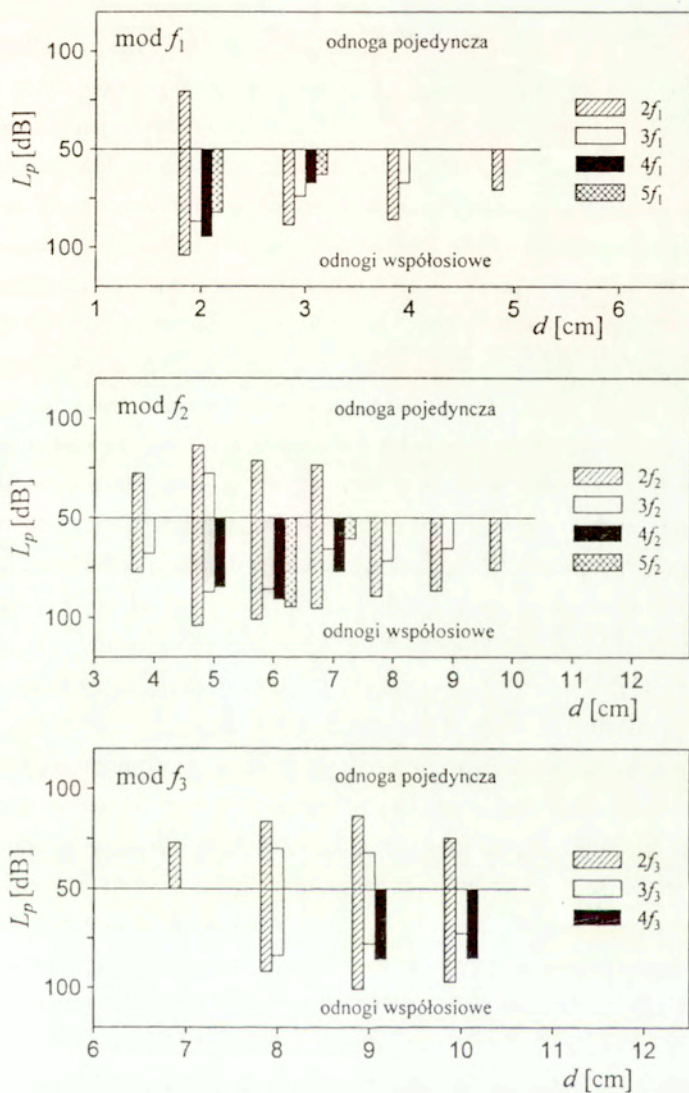 mod f₁
odnoga pojedyncza
2f₁
3f₁
4f₁
5f₁
Lₚ [dB]
100
50
100
odnogi współosiowe
1 2 3 4 5 6
d [cm]
mod f₂
odnoga pojedyncza
2f₂
3f₂
4f₂
5f₂
Lₚ [dB]
100
50
100
odnogi współosiowe
3 4 5 6 7 8 9 10 11 12
d [cm]
mod f₃
odnoga pojedyncza
2f₃
3f₃
4f₃
Lₚ [dB]
100
50
100
odnogi współosiowe
6 7 8 9 10 11 12
d [cm]